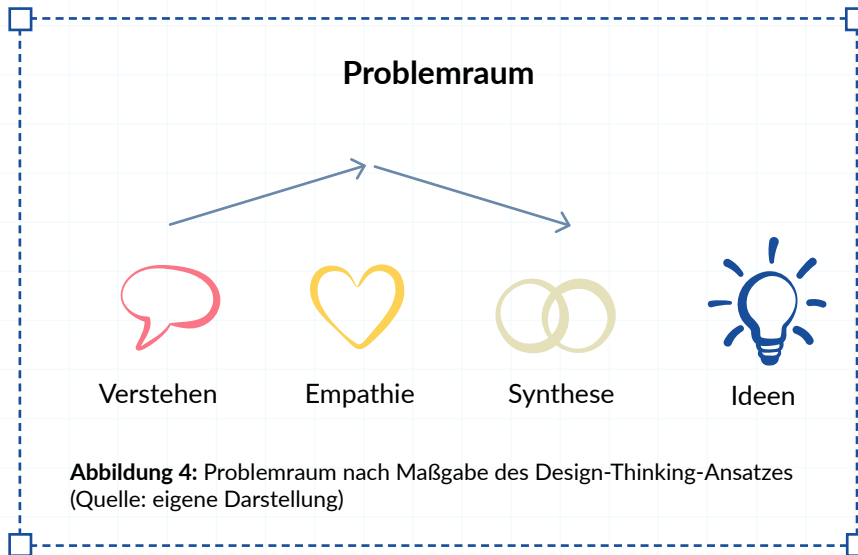 Problemraum
Verstehen
Empathie
Synthese
Ideen
Abbildung 4: Problemraum nach Maßgabe des Design-Thinking-Ansatzes
(Quelle: eigene Darstellung)